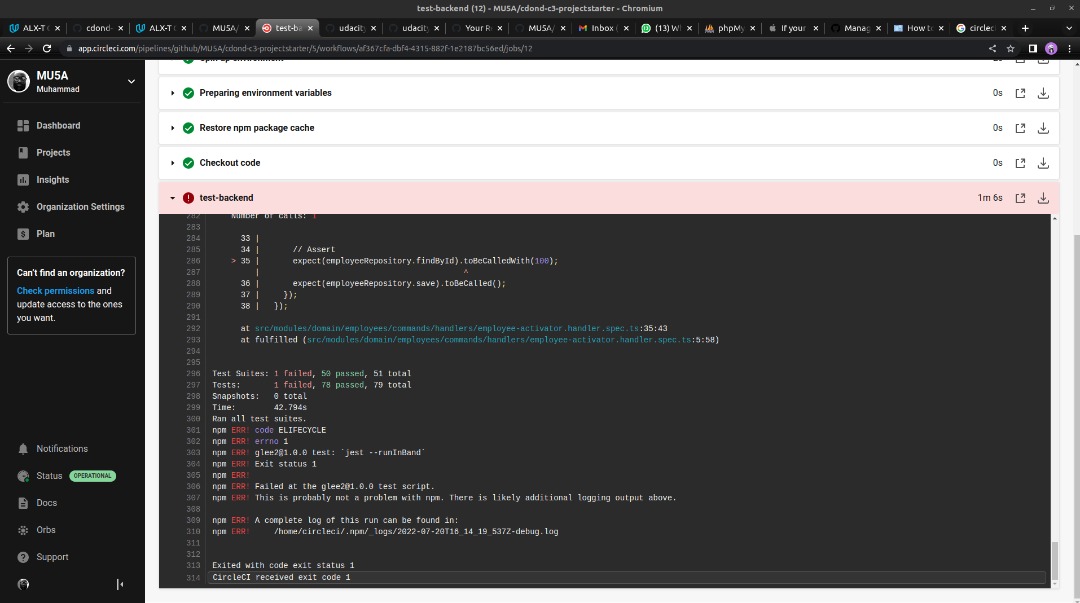 test-backend (12) - MU5A/cdond-c3-projectstarter - Chromium
ALX-T cdond- ALX-T MU5A/ test-ba udacity udacity Your Re MU5A/ Inbox ( (13) W phpMy If your Manag How to circlec
app.circleci.com/pipelines/github/MU5A/cdond-c3-projectstarter/5/workflows/af367cfa-dbf4-4315-882f-1e2187bc56ed/jobs/12
MU5A
Muhammad
Dashboard
Projects
Insights
Organization Settings
Plan
Can't find an organization?
Check permissions and
update access to the ones
you want.
Notifications
Status OPERATIONAL
Docs
Orbs
Support
Spin up environment
Preparing environment variables 0s
Restore npm package cache 0s
Checkout code 0s
test-backend 1m 6s
282 Number of calls: 1
283
284 33 |
285 34 | // Assert
286 > 35 | expect(employeeRepository.findById).toBeCalledWith(100);
287 | ^
288 36 | expect(employeeRepository.save).toBeCalled();
289 37 | });
290 38 | });
291
292 at src/modules/domain/employees/commands/handlers/employee-activator.handler.spec.ts:35:43
293 at fulfilled (src/modules/domain/employees/commands/handlers/employee-activator.handler.spec.ts:5:58)
294
295
296 Test Suites: 1 failed, 50 passed, 51 total
297 Tests: 1 failed, 78 passed, 79 total
298 Snapshots: 0 total
299 Time: 42.794s
300 Ran all test suites.
301 npm ERR! code ELIFECYCLE
302 npm ERR! errno 1
303 npm ERR! glee2@1.0.0 test: `jest --runInBand`
304 npm ERR! Exit status 1
305 npm ERR!
306 npm ERR! Failed at the glee2@1.0.0 test script.
307 npm ERR! This is probably not a problem with npm. There is likely additional logging output above.
308
309 npm ERR! A complete log of this run can be found in:
310 npm ERR! /home/circleci/.npm/_logs/2022-07-20T16_14_19_537Z-debug.log
311
312
313 Exited with code exit status 1
314 CircleCI received exit code 1